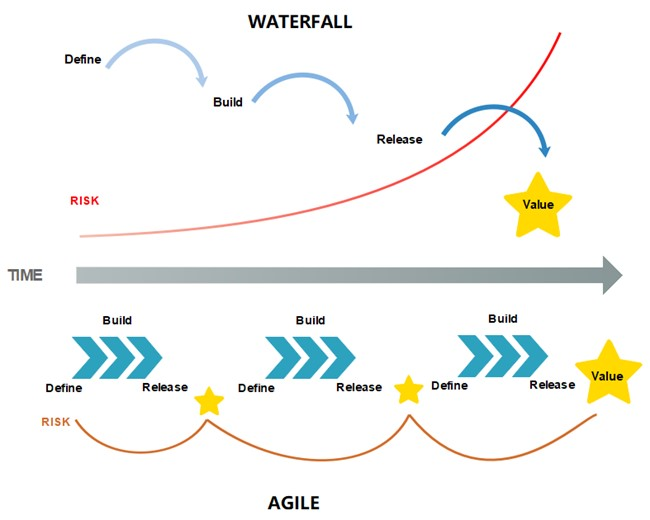 WATERFALL
Define
Build
Release
RISK
Value
TIME
Build
Build
Build
Define
Release
Define
Release
Define
Release
Value
RISK
AGILE